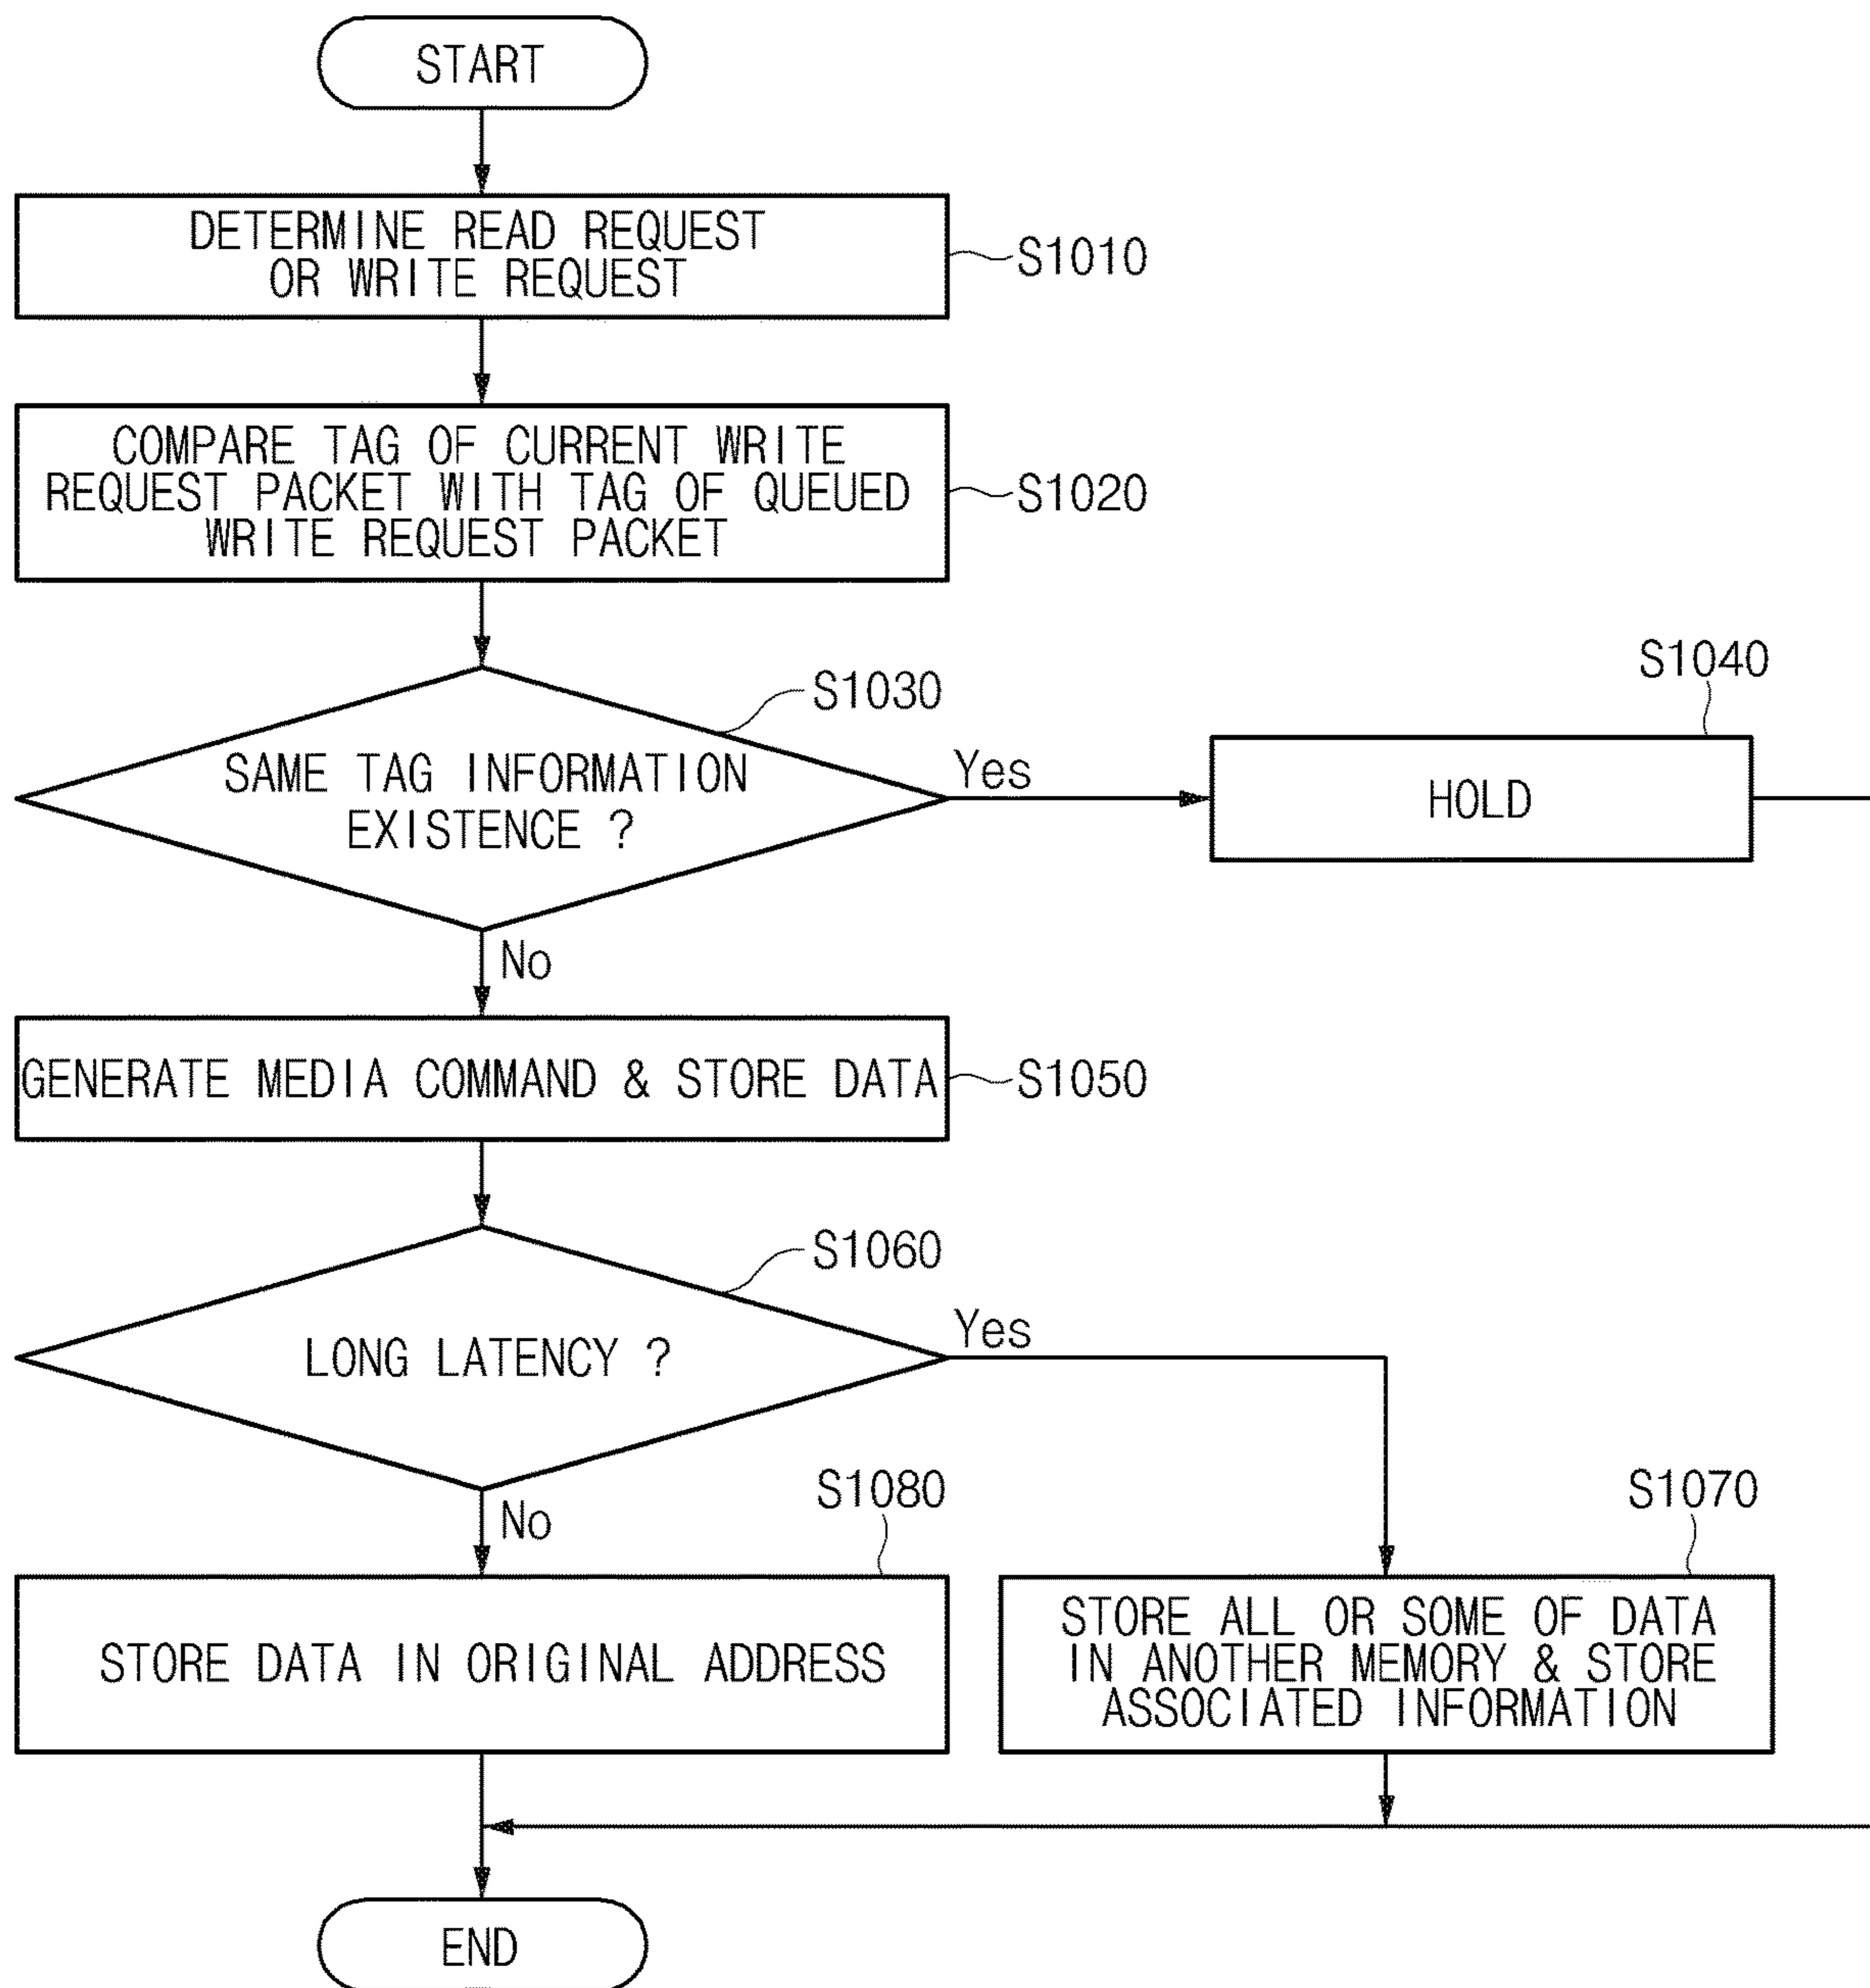 START
DETERMINE READ REQUEST
OR WRITE REQUEST
S1010
COMPARE TAG OF CURRENT WRITE
REQUEST PACKET WITH TAG OF QUEUED
WRITE REQUEST PACKET
S1020
S1030
SAME TAG INFORMATION
EXISTENCE ?
Yes
S1040
HOLD
No
GENERATE MEDIA COMMAND & STORE DATA
S1050
S1060
LONG LATENCY ?
Yes
No
S1080
STORE DATA IN ORIGINAL ADDRESS
S1070
STORE ALL OR SOME OF DATA
IN ANOTHER MEMORY & STORE
ASSOCIATED INFORMATION
END